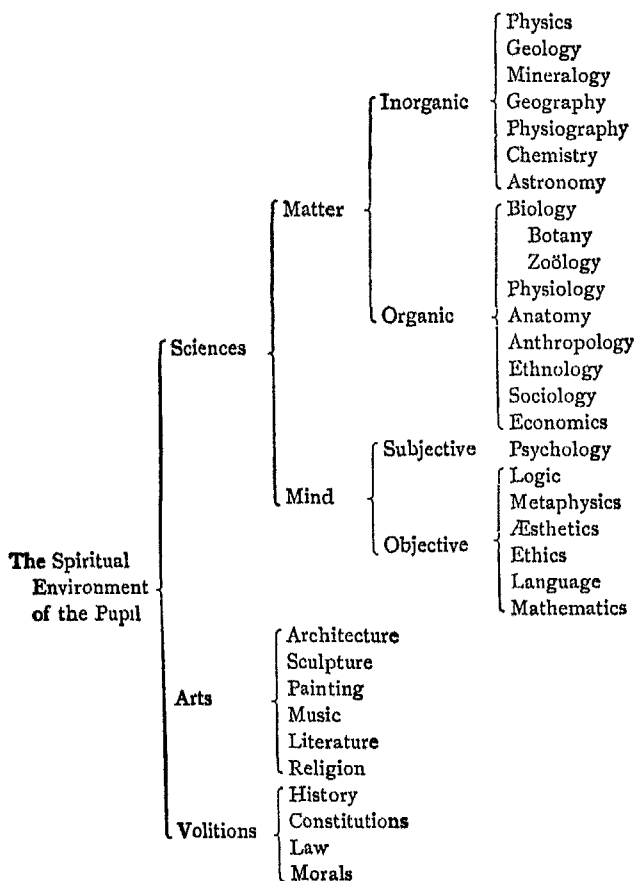 Physics
Geology
Mineralogy
Inorganic Geography
Physiography
Chemistry
Astronomy
Matter Biology
Botany
Zoölogy
Physiology
Organic Anatomy
Anthropology
Sciences Ethnology
Sociology
Economics
Subjective Psychology
Mind Logic
Metaphysics
Æsthetics
Objective Ethics
The Spiritual
Environment Language
of the Pupil Mathematics
Architecture
Sculpture
Arts Painting
Music
Literature
Religion
History
Volitions Constitutions
Law
Morals